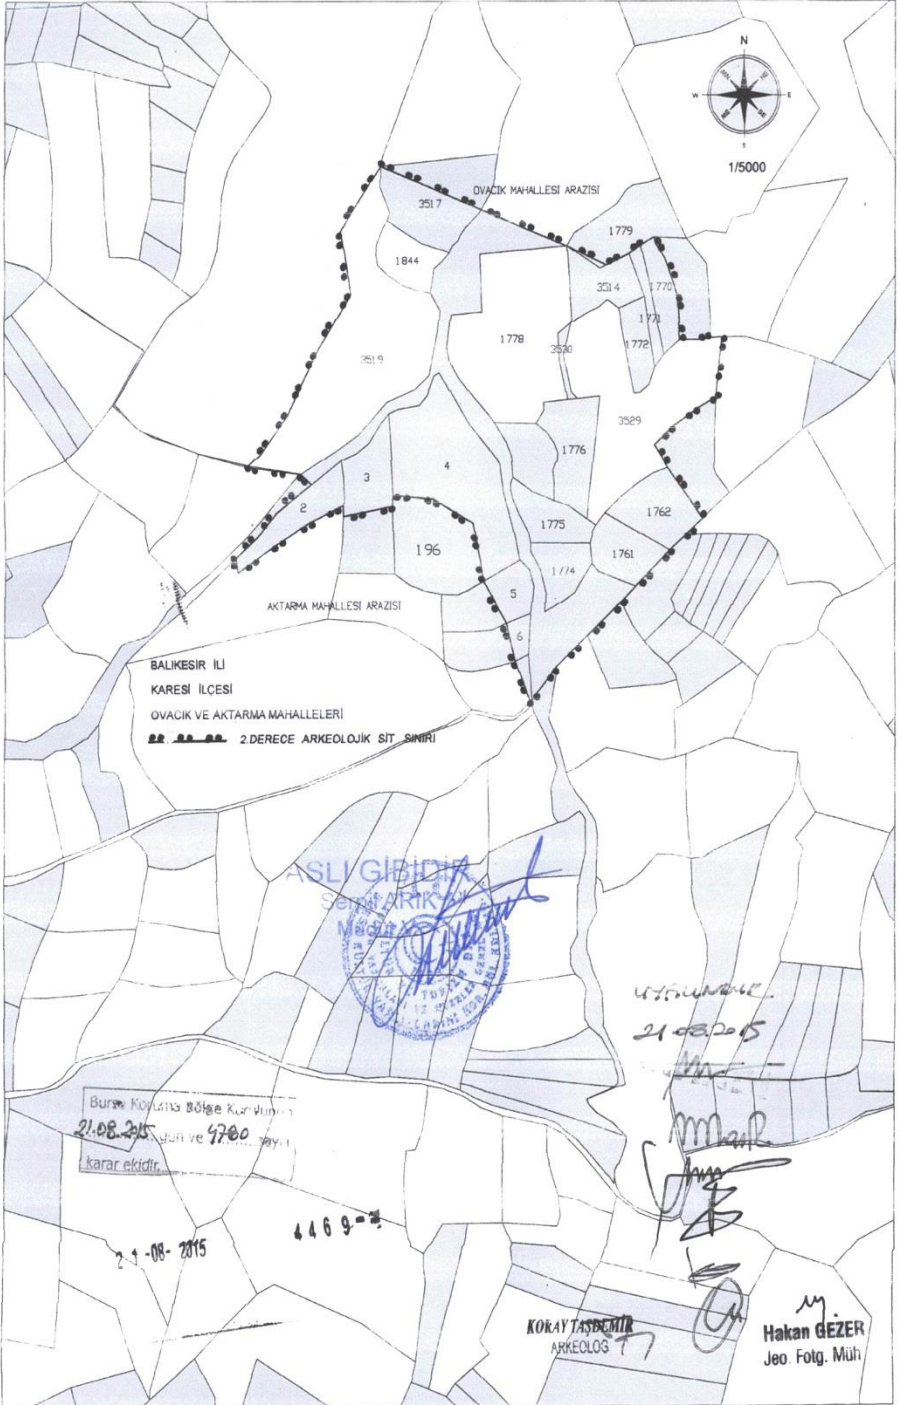 N
W
E
S
1/5000
OVACIK MAHALLESİ ARAZİSİ
3517
1779
1844
3514
1770
1771
1778
3530
1772
3519
3529
1776
4
3
2
1762
1775
196
1761
1774
5
AKTARMA MAHALLESİ ARAZİSİ
6
BALIKESİR İLİ
KARESİ İLÇESİ
OVACIK VE AKTARMA MAHALLELERİ
2.DERECE ARKEOLOJİK SİT SINIRI
ASLI GİBİDİR
21.08.2015
Bursa Koruma Bölge Kurulunun
21.08.2015 gün ve 4780 sayılı
karar ekidir.
21-08-2015
4469
KORAY TAŞDEMİR
ARKEOLOG
Hakan GEZER
Jeo. Fotg. Müh